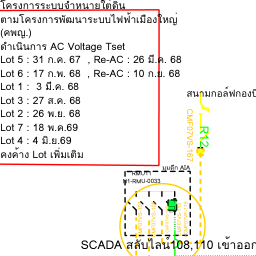 โครงการระบบจำหน่ายใต้ดิน
ตามโครงการพัฒนาระบบไฟฟ้าเมืองใหญ่
(คพญ.)
ดำเนินการ AC Voltage Tset
Lot 5 : 31 ก.ค. 67 , Re-AC : 26 มี.ค. 68
Lot 6 : 17 ก.พ. 68 , Re-AC : 10 ก.ย. 68
Lot 1 : 3 มี.ค. 68
Lot 3 : 27 ส.ค. 68
Lot 2 : 26 พ.ย. 68
Lot 7 : 18 พ.ค.69
Lot 4 : 4 มิ.ย.69
คงค้าง Lot เพิ่มเติม
สนามกอล์ฟกองบิ
CMF07VS-167
R12
RMU11
SCADA สลับไลน์108,110 เข้าออก